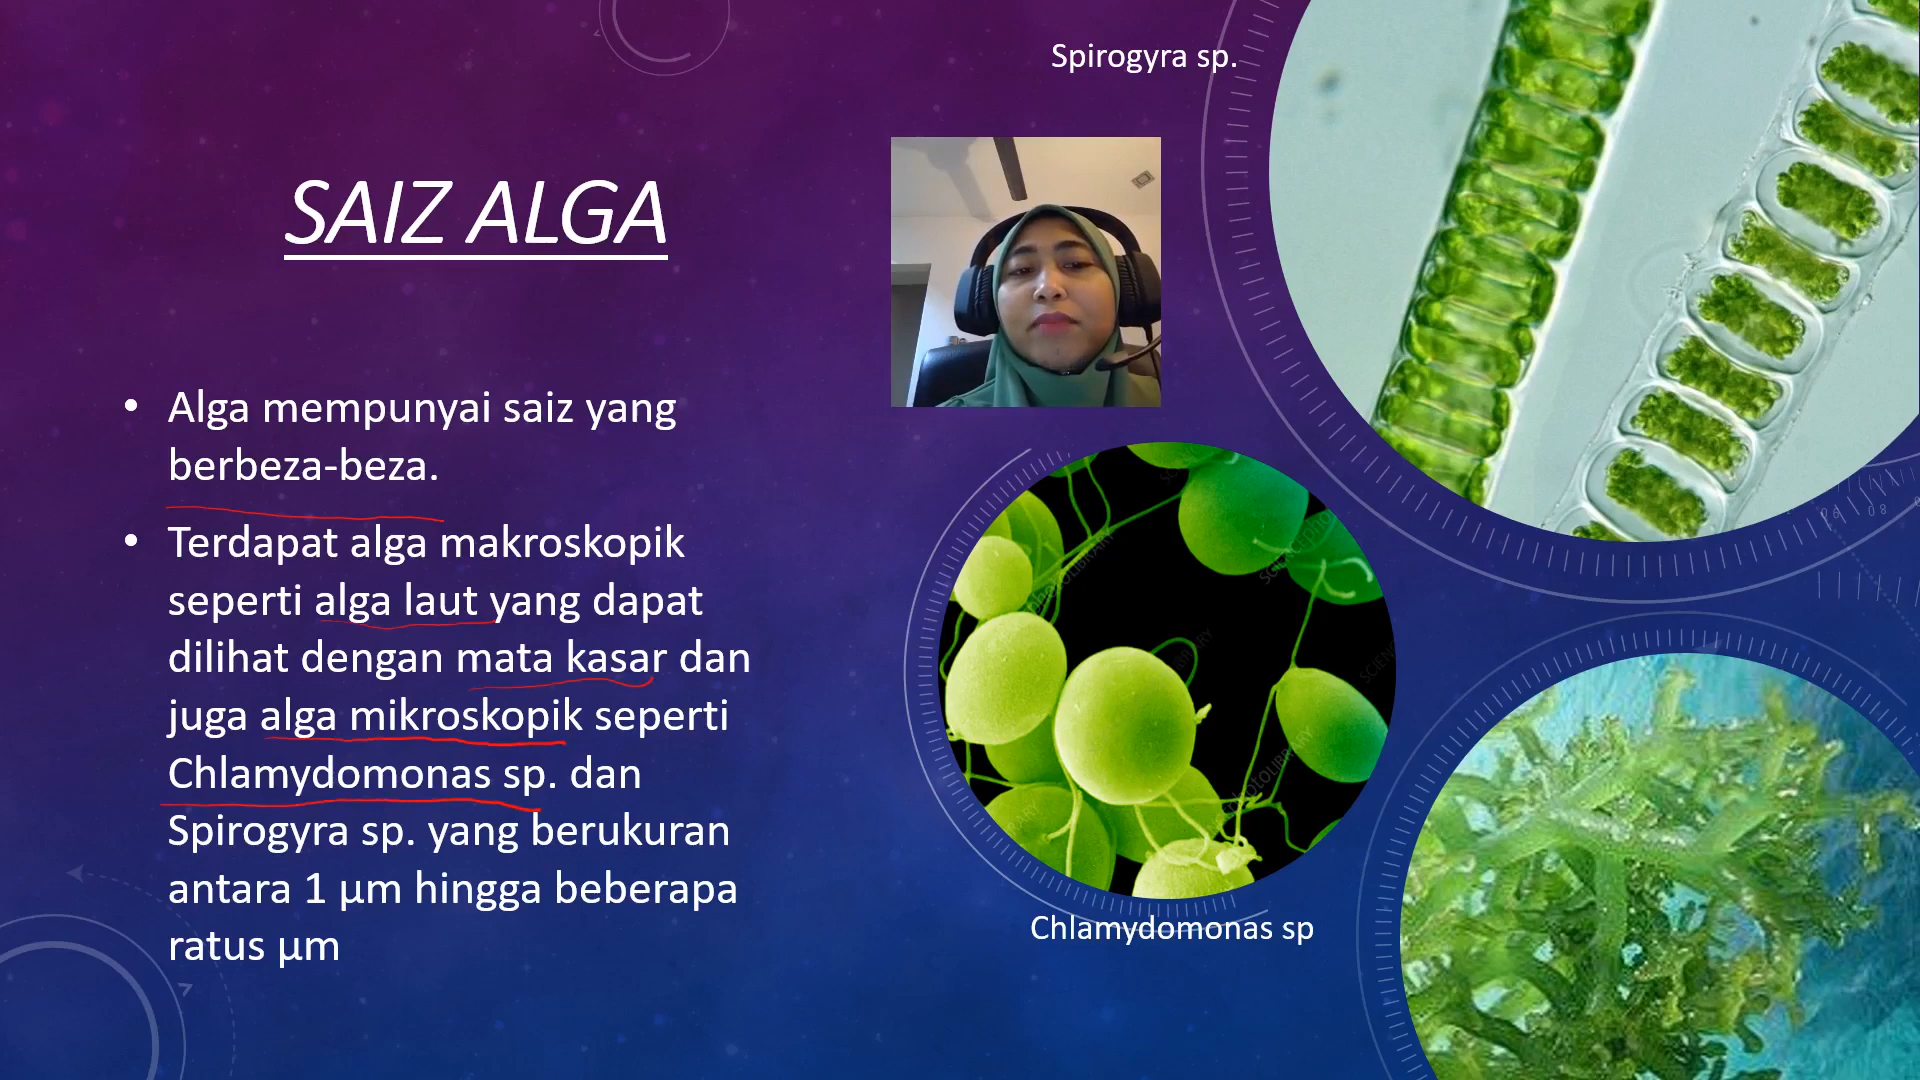 Spirogyra sp.
SAIZ ALGA
• Alga mempunyai saiz yang
berbeza-beza.
• Terdapat alga makroskopik
seperti alga laut yang dapat
dilihat dengan mata kasar dan
juga alga mikroskopik seperti
Chlamydomonas sp. dan
Spirogyra sp. yang berukuran
antara 1 µm hingga beberapa
ratus µm
Chlamydomonas sp